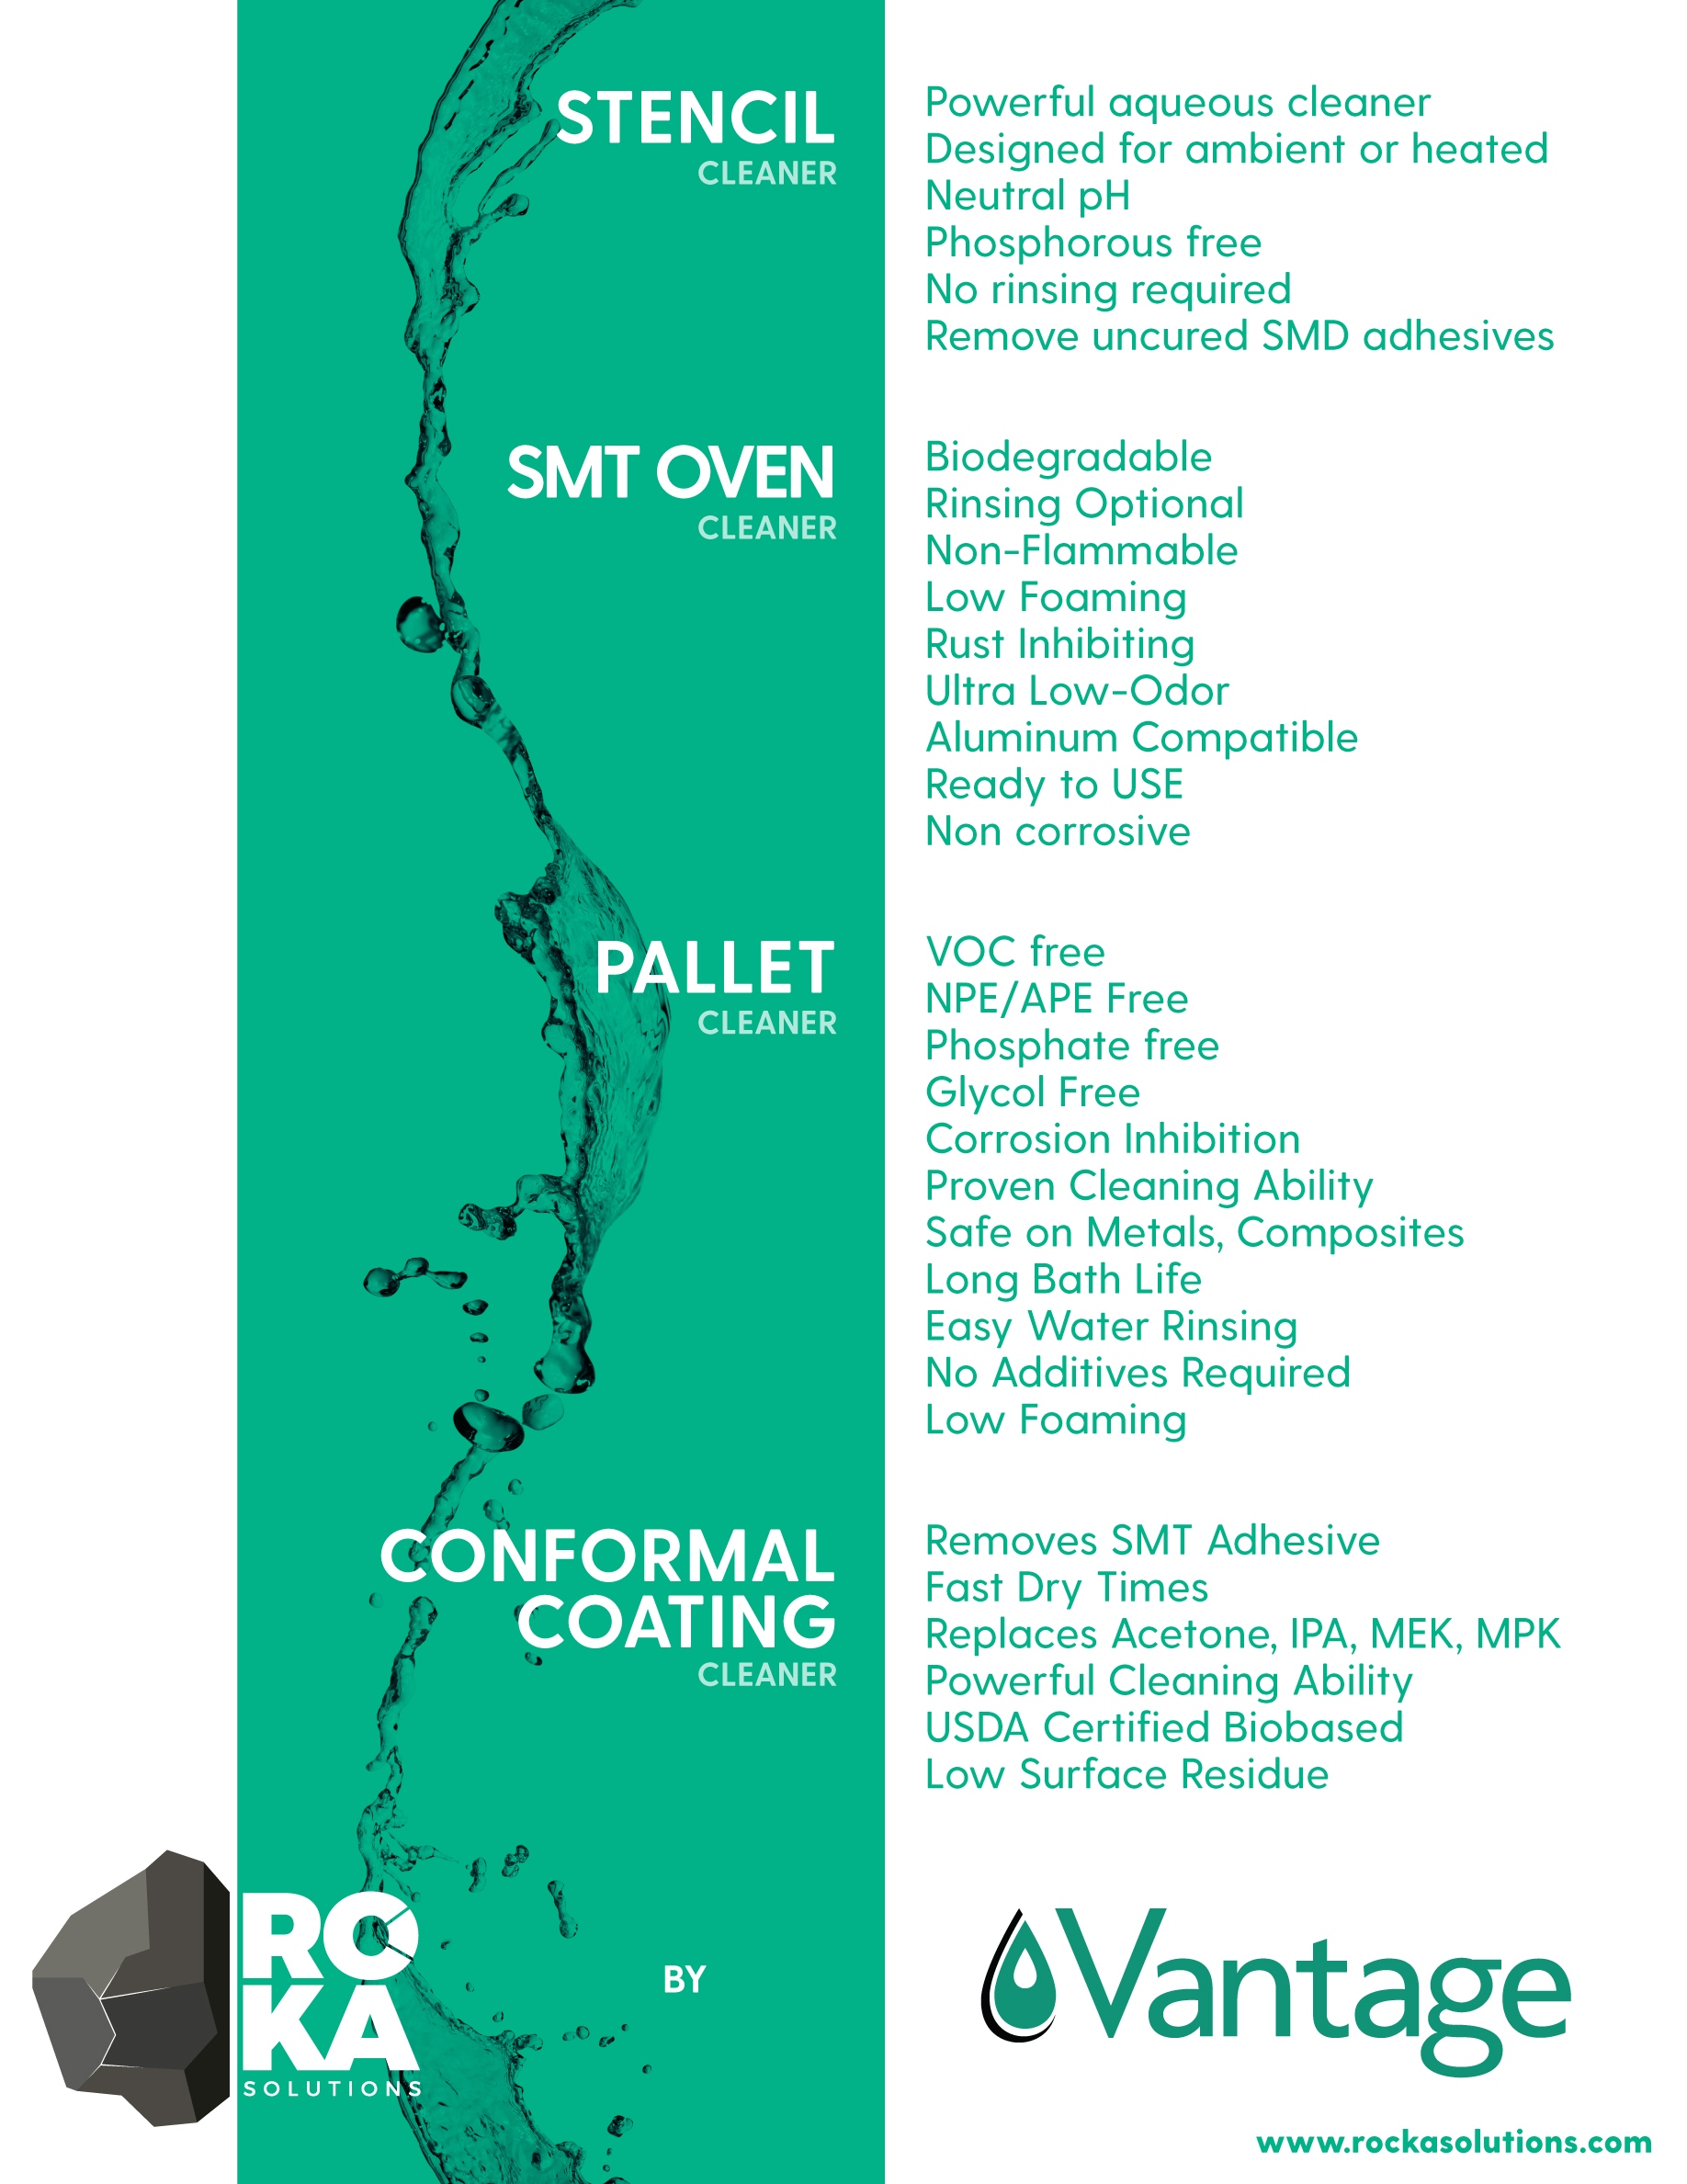 STENCIL
CLEANER
Powerful aqueous cleaner
Designed for ambient or heated
Neutral pH
Phosphorous free
No rinsing required
Remove uncured SMD adhesives
SMT OVEN
CLEANER
Biodegradable
Rinsing Optional
Non-Flammable
Low Foaming
Rust Inhibiting
Ultra Low-Odor
Aluminum Compatible
Ready to USE
Non corrosive
PALLET
CLEANER
VOC free
NPE/APE Free
Phosphate free
Glycol Free
Corrosion Inhibition
Proven Cleaning Ability
Safe on Metals, Composites
Long Bath Life
Easy Water Rinsing
No Additives Required
Low Foaming
CONFORMAL
COATING
CLEANER
Removes SMT Adhesive
Fast Dry Times
Replaces Acetone, IPA, MEK, MPK
Powerful Cleaning Ability
USDA Certified Biobased
Low Surface Residue
RO
KA
SOLUTIONS
BY
Vantage
www.rockasolutions.com